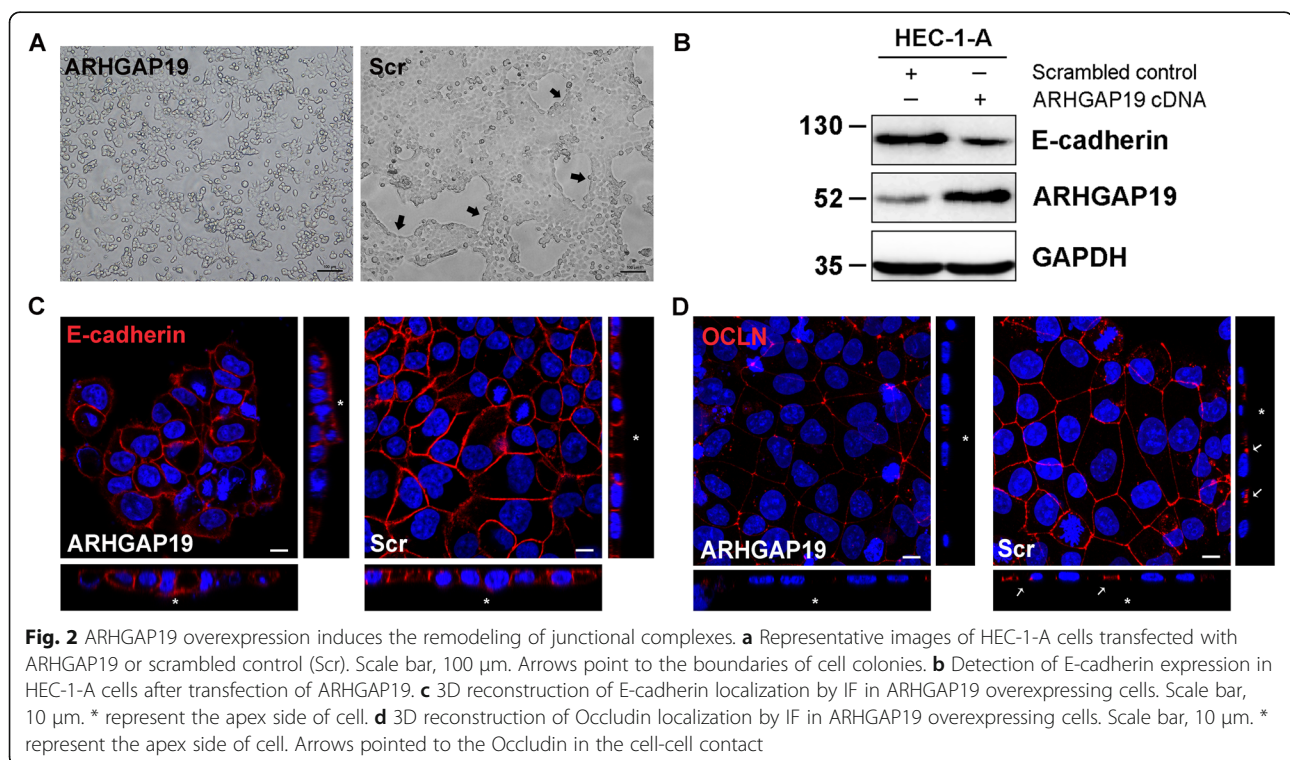 A
ARHGAP19
Scr
100 µm
B
HEC-1-A
+ − Scrambled control
− + ARHGAP19 cDNA
130 E-cadherin
52 ARHGAP19
35 GAPDH
C
E-cadherin
ARHGAP19
*
*
Scr
*
*
D
OCLN
ARHGAP19
*
*
Scr
*
*
Fig. 2 ARHGAP19 overexpression induces the remodeling of junctional complexes. a Representative images of HEC-1-A cells transfected with
ARHGAP19 or scrambled control (Scr). Scale bar, 100 μm. Arrows point to the boundaries of cell colonies. b Detection of E-cadherin expression in
HEC-1-A cells after transfection of ARHGAP19. c 3D reconstruction of E-cadherin localization by IF in ARHGAP19 overexpressing cells. Scale bar,
10 μm. * represent the apex side of cell. d 3D reconstruction of Occludin localization by IF in ARHGAP19 overexpressing cells. Scale bar, 10 μm. *
represent the apex side of cell. Arrows pointed to the Occludin in the cell-cell contact